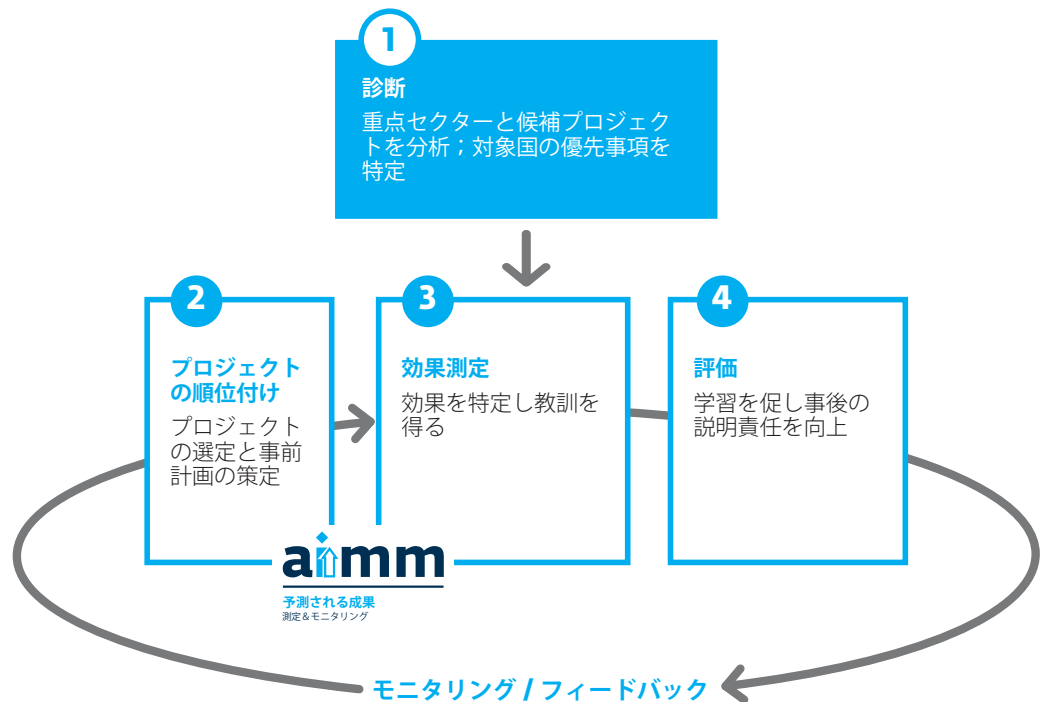 1
診断
重点セクターと候補プロジェク
トを分析；対象国の優先事項を
特定
2
プロジェクト
の順位付け
プロジェクト
の選定と事前
計画の策定
3
効果測定
効果を特定し教訓を
得る
4
評価
学習を促し事後の
説明責任を向上
aimm
予測される成果
測定&モニタリング
モニタリング / フィードバック